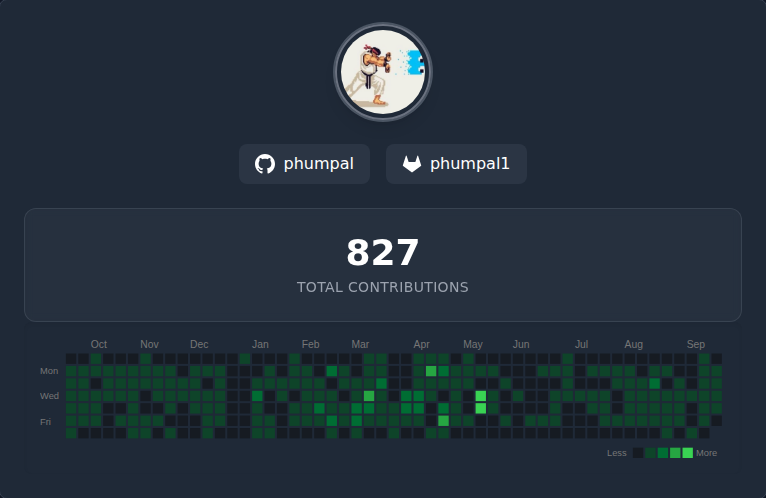 phumpal phumpal1
827
TOTAL CONTRIBUTIONS
Oct Nov Dec Jan Feb Mar Apr May Jun Jul Aug Sep
Mon
Wed
Fri
Less More